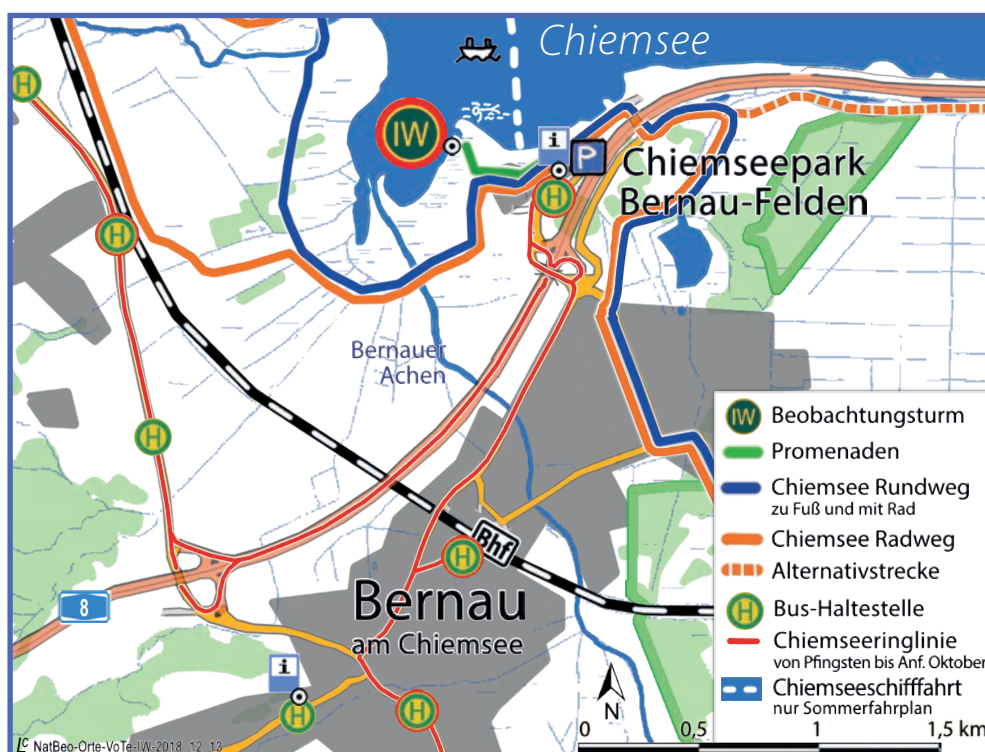 Chiemsee
IW
i
P
H
Chiemseepark
Bernau-Felden
H
H
Bernauer
Achen
H
Bhf
H
8
Bernau
am Chiemsee
i
H
H
N
IW Beobachtungsturm
Promenaden
Chiemsee Rundweg
zu Fuß und mit Rad
Chiemsee Radweg
Alternativstrecke
H Bus-Haltestelle
Chiemseeringlinie
von Pfingsten bis Anf. Oktober
Chiemseeschifffahrt
nur Sommerfahrplan
0 0,5 1 1,5 km
LC NatBeo-Orte-VoTe-IW-2018_12_13